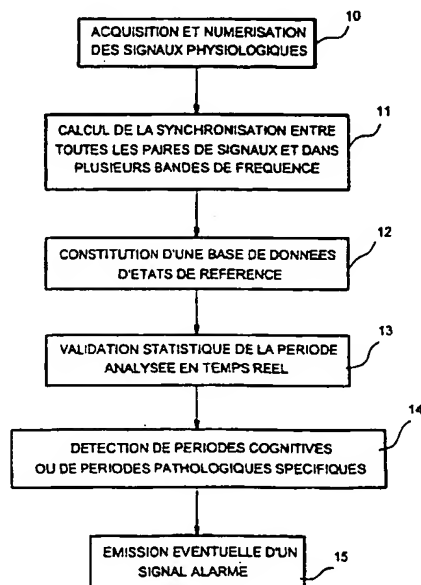 10
ACQUISITION ET NUMERISATION
DES SIGNAUX PHYSIOLOGIQUES
11
CALCUL DE LA SYNCHRONISATION ENTRE
TOUTES LES PAIRES DE SIGNAUX ET DANS
PLUSIEURS BANDES DE FREQUENCE
12
CONSTITUTION D'UNE BASE DE DONNEES
D'ETATS DE REFERENCE
13
VALIDATION STATISTIQUE DE LA PERIODE
ANALYSEE EN TEMPS REEL
14
DETECTION DE PERIODES COGNITIVES
OU DE PERIODES PATHOLOGIQUES SPECIFIQUES
15
EMISSION EVENTUELLE D'UN
SIGNAL ALARME